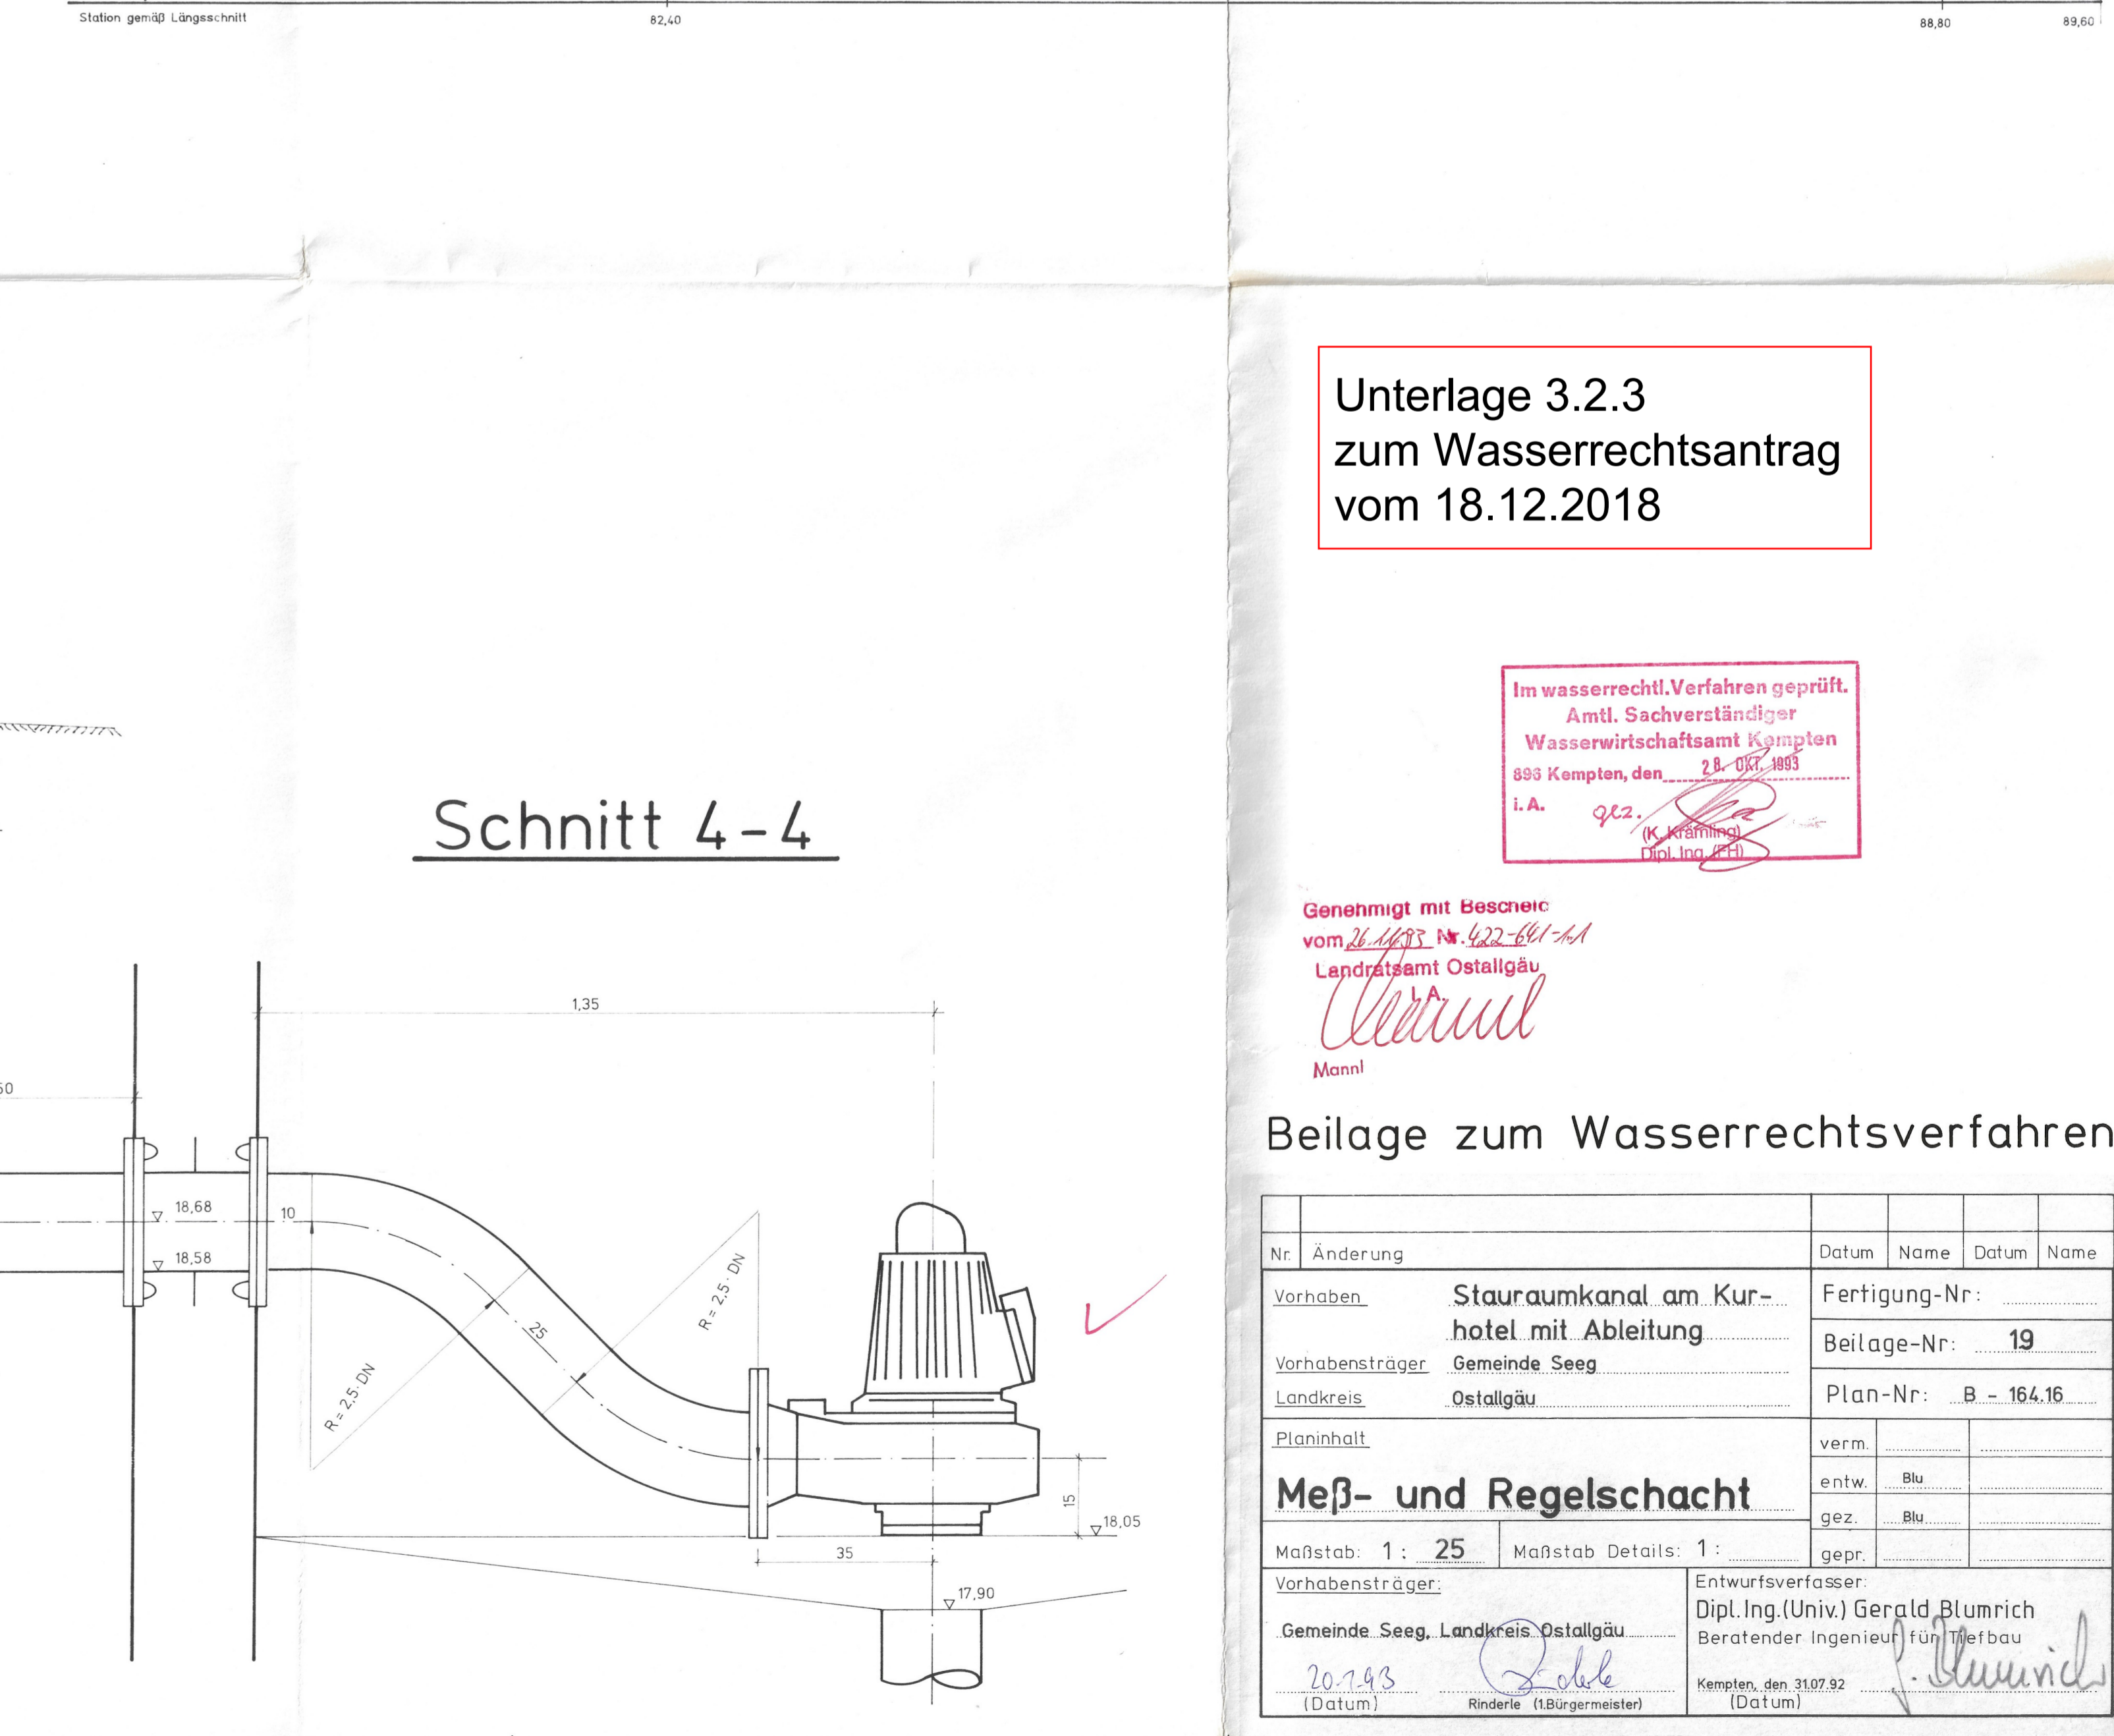 Station gemäß Längsschnitt
82,40
88,80
89,60
Unterlage 3.2.3
zum Wasserrechtsantrag
vom 18.12.2018
Im wasserrechtl.Verfahren geprüft.
Amtl. Sachverständiger
Wasserwirtschaftsamt Kempten
896 Kempten, den 28. OKT. 1993
i.A. gez.
(K. Krämling)
Dipl. Ing. (FH)
Schnitt 4-4
Genehmigt mit Bescheid
vom 26.11.93 Nr. 422-641-1.1
Landratsamt Ostallgäu
I.A.
Mannl
1,35
Beilage zum Wasserrechtsverfahren
18,68
10
18,58
R = 2,5 · DN
25
R = 2,5 · DN
15
18,05
35
17,90
Nr. Änderung Datum Name Datum Name
Vorhaben Stauraumkanal am Kur-
hotel mit Ableitung
Vorhabensträger Gemeinde Seeg
Landkreis Ostallgäu
Fertigung-Nr:
Beilage-Nr: 19
Plan-Nr: B - 164.16
Planinhalt
Meß- und Regelschacht
verm.
entw. Blu
gez. Blu
gepr.
Maßstab: 1 : 25 Maßstab Details: 1 :
Vorhabensträger:
Gemeinde Seeg, Landkreis Ostallgäu
20.1.93
(Datum) Rinderle (1.Bürgermeister)
Entwurfsverfasser:
Dipl.Ing.(Univ.) Gerald Blumrich
Beratender Ingenieur für Tiefbau
Kempten, den 31.07.92
(Datum)
G. Blumrich